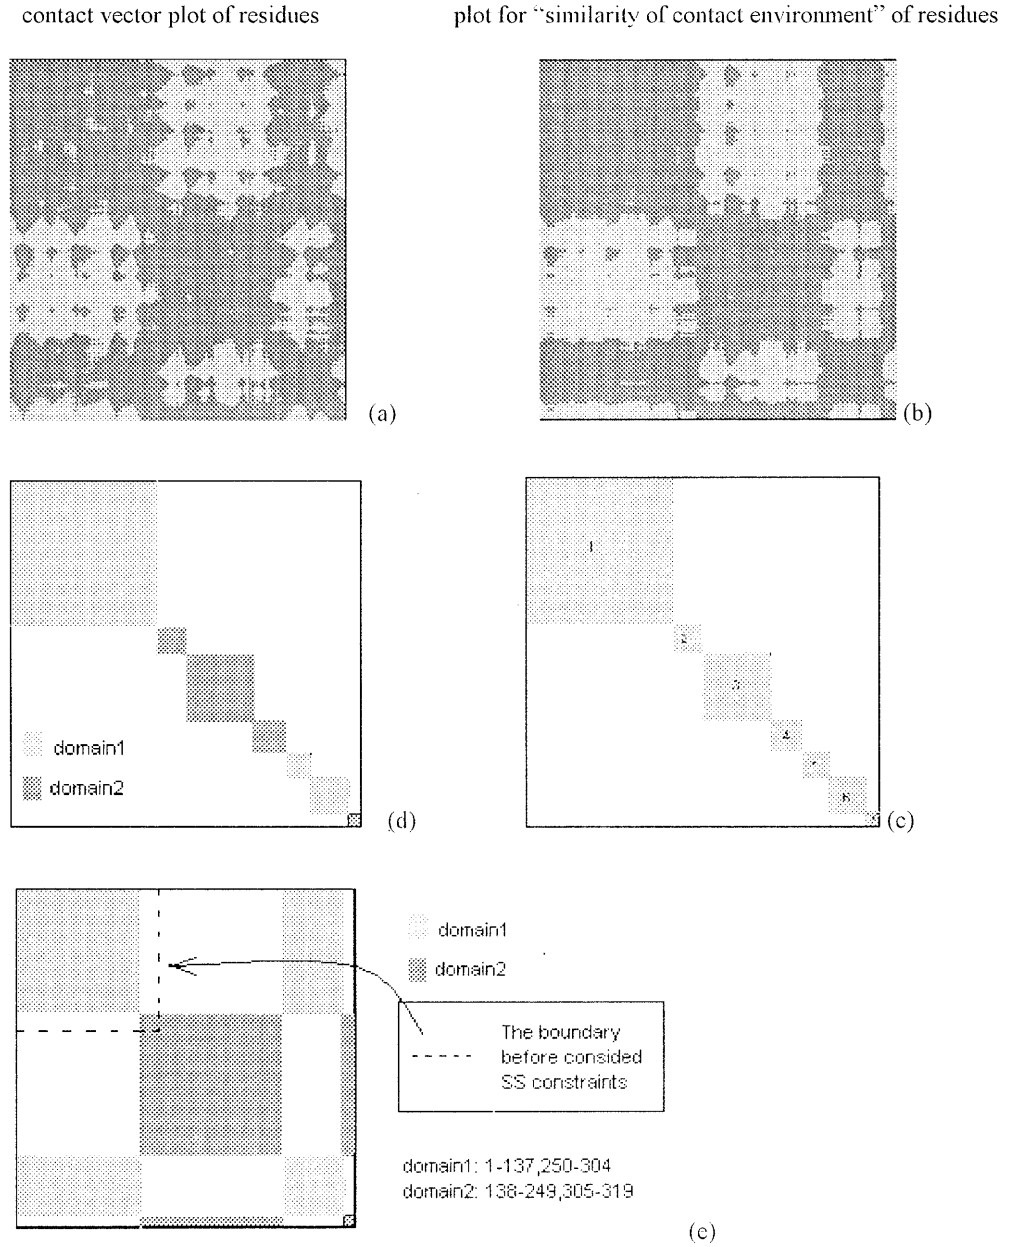 contact vector plot of residues
plot for “similarity of contact environment” of residues
(a)
(b)
1
2
3
4
6
domain1
domain2
(d)
(c)
domain1
domain2
The boundary
before consided
SS constraints
domain1: 1-137,250-304
domain2: 138-249,305-319
(e)